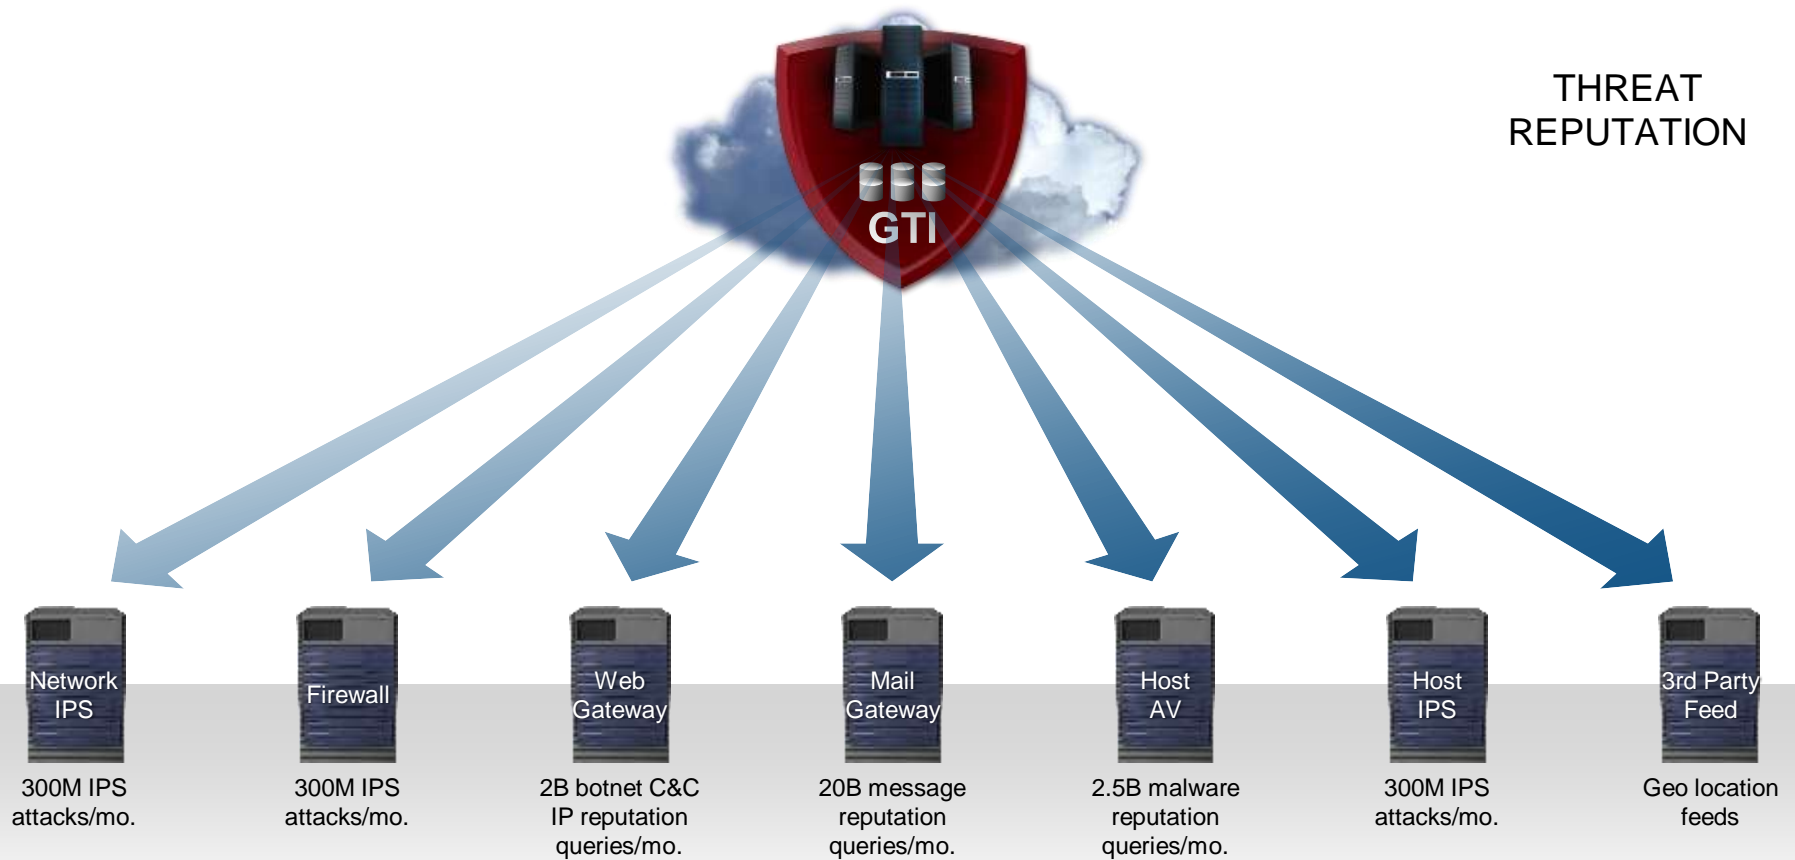 THREAT
REPUTATION
GTI
Network
IPS
Firewall
Web
Gateway
Mail
Gateway
Host
AV
Host
IPS
3rd Party
Feed
300M IPS
attacks/mo.
300M IPS
attacks/mo.
2B botnet C&C
IP reputation
queries/mo.
20B message
reputation
queries/mo.
2.5B malware
reputation
queries/mo.
300M IPS
attacks/mo.
Geo location
feeds